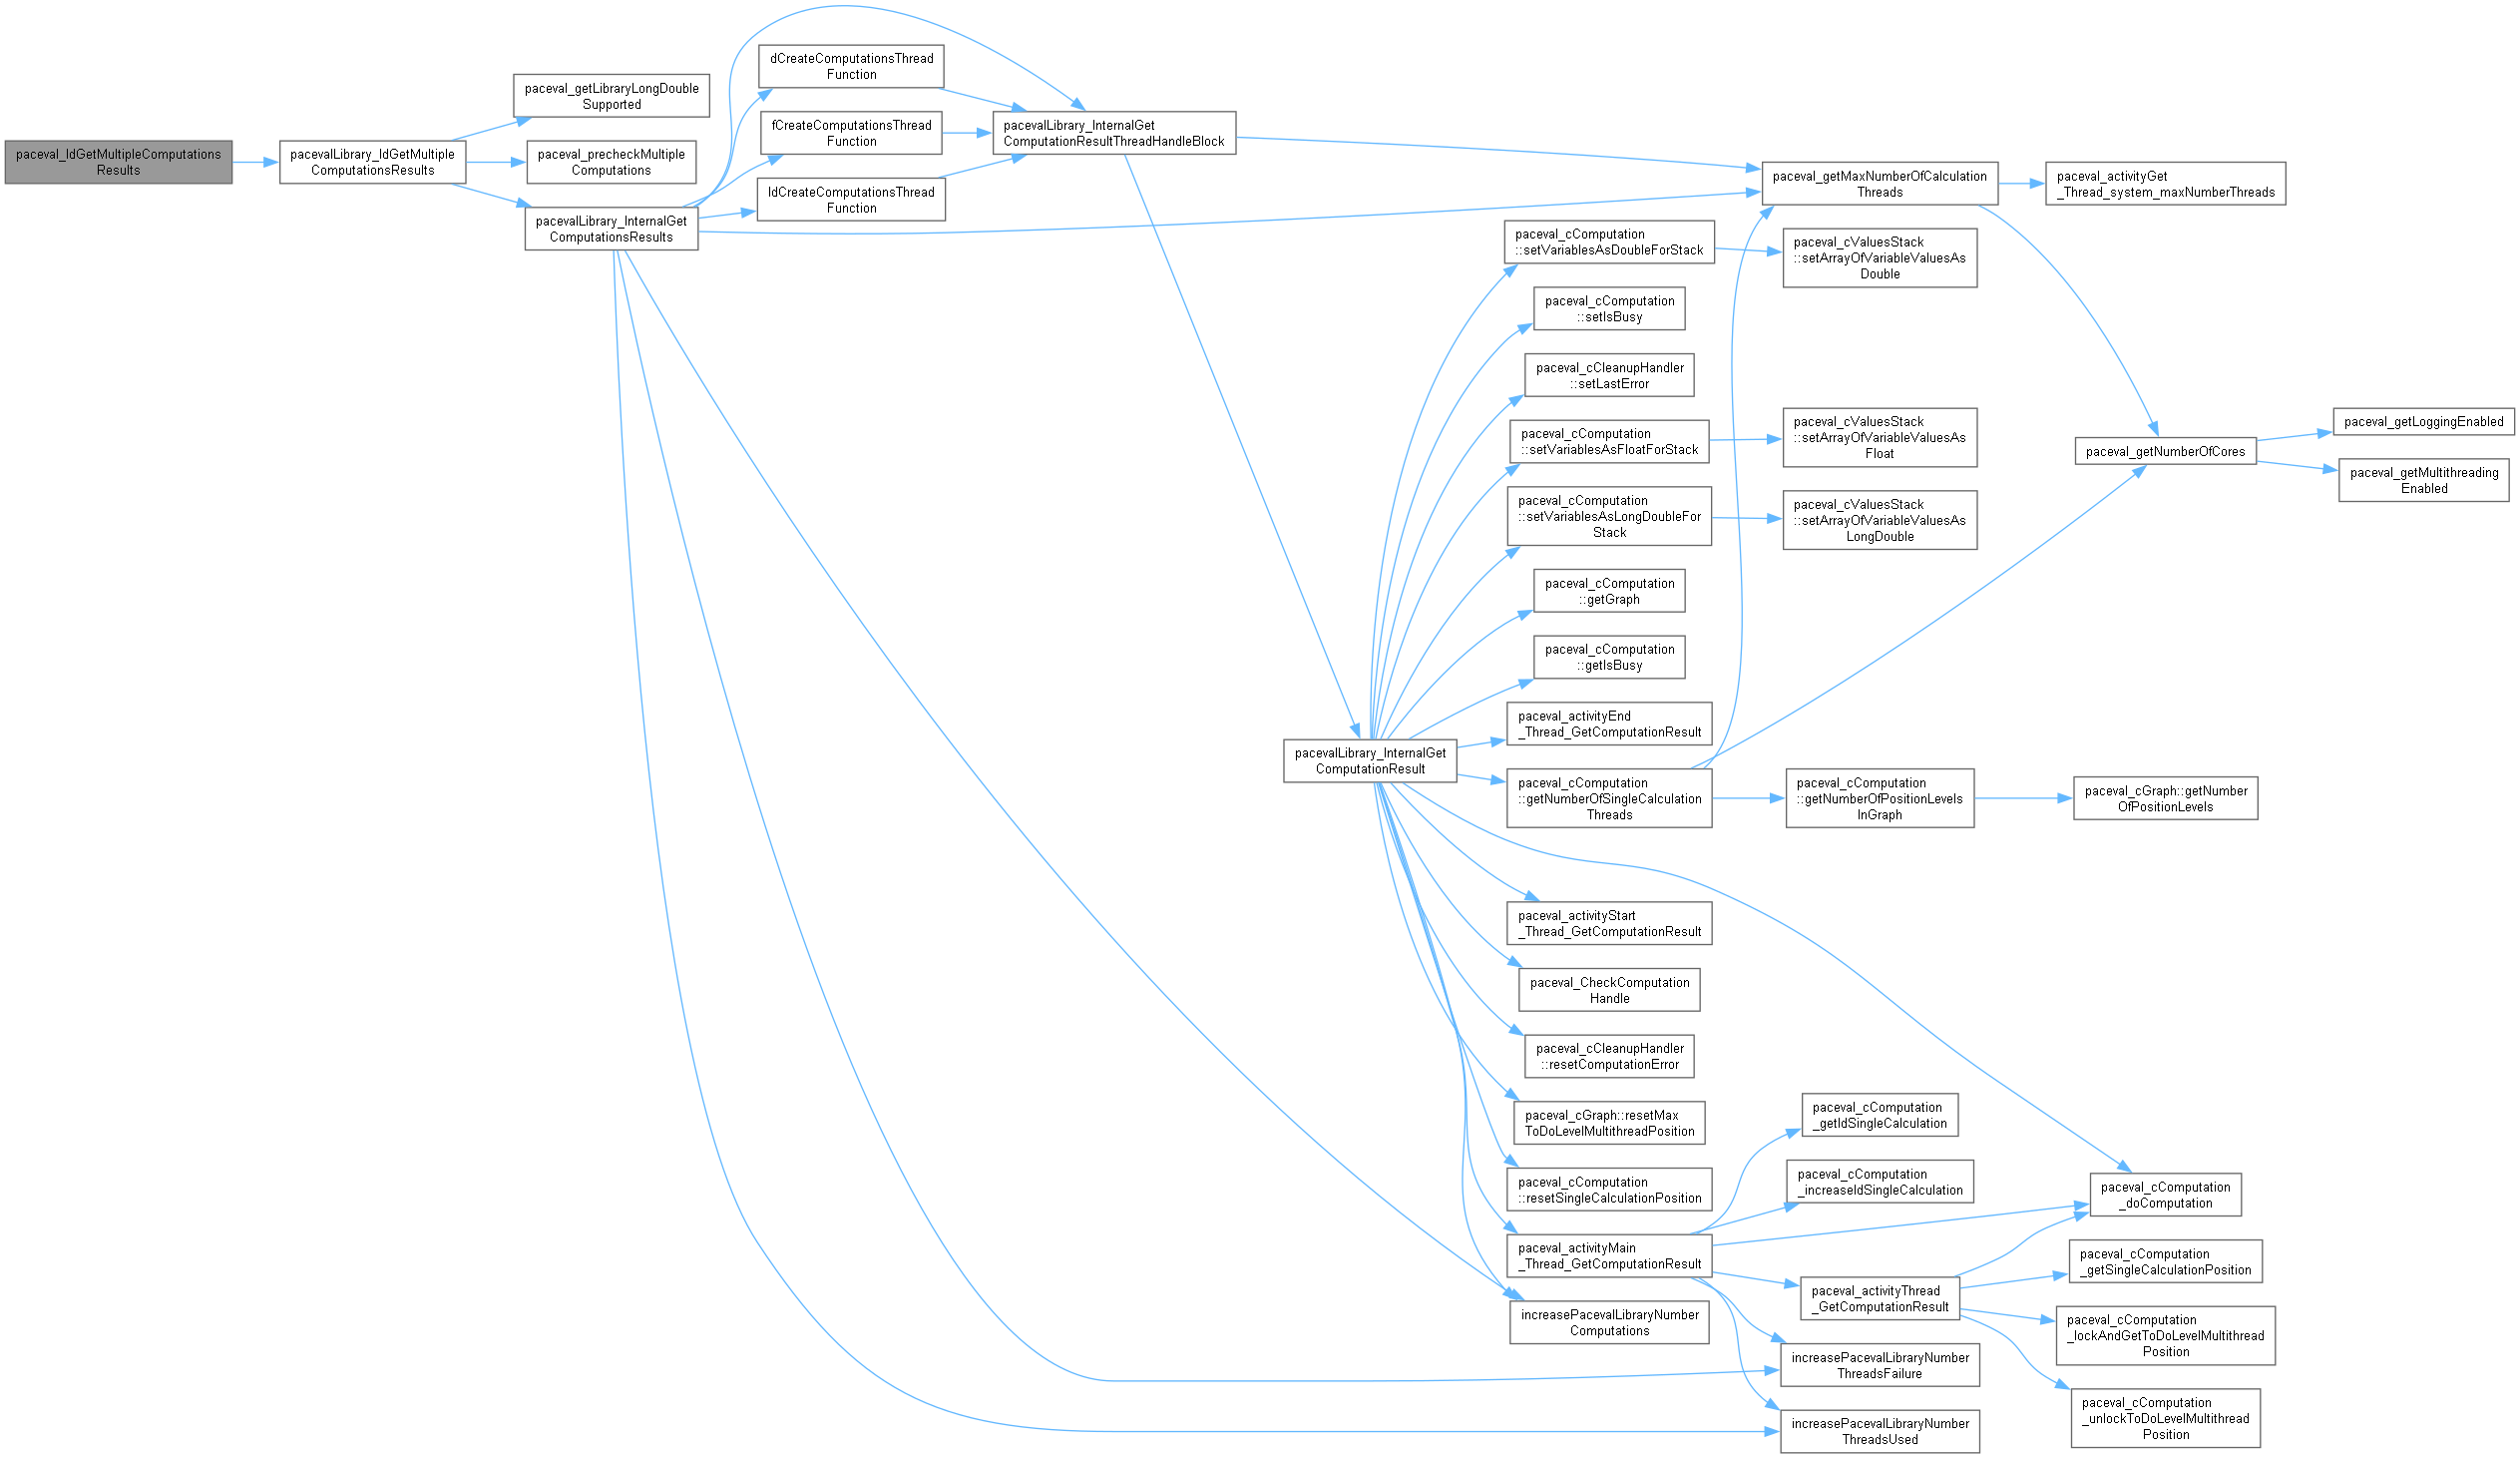 paceval_ldGetMultipleComputations
Results
pacevalLibrary_ldGetMultiple
ComputationsResults
paceval_getLibraryLongDouble
Supported
paceval_precheckMultiple
Computations
pacevalLibrary_InternalGet
ComputationsResults
dCreateComputationsThread
Function
fCreateComputationsThread
Function
ldCreateComputationsThread
Function
pacevalLibrary_InternalGet
ComputationResultThreadHandleBlock
pacevalLibrary_InternalGet
ComputationResult
paceval_cComputation
::setVariablesAsDoubleForStack
paceval_cComputation
::setIsBusy
paceval_cCleanupHandler
::setLastError
paceval_cComputation
::setVariablesAsFloatForStack
paceval_cComputation
::setVariablesAsLongDoubleFor
Stack
paceval_cComputation
::getGraph
paceval_cComputation
::getIsBusy
paceval_activityEnd
_Thread_GetComputationResult
paceval_cComputation
::getNumberOfSingleCalculation
Threads
paceval_activityStart
_Thread_GetComputationResult
paceval_CheckComputation
Handle
paceval_cCleanupHandler
::resetComputationError
paceval_cGraph::resetMax
ToDoLevelMultithreadPosition
paceval_cComputation
::resetSingleCalculationPosition
paceval_activityMain
_Thread_GetComputationResult
increasePacevalLibraryNumber
Computations
paceval_getMaxNumberOfCalculation
Threads
paceval_cValuesStack
::setArrayOfVariableValuesAs
Double
paceval_cValuesStack
::setArrayOfVariableValuesAs
Float
paceval_cValuesStack
::setArrayOfVariableValuesAs
LongDouble
paceval_cComputation
::getNumberOfPositionLevels
InGraph
paceval_cComputation
_getIdSingleCalculation
paceval_cComputation
_increaseIdSingleCalculation
paceval_activityThread
_GetComputationResult
increasePacevalLibraryNumber
ThreadsFailure
increasePacevalLibraryNumber
ThreadsUsed
paceval_activityGet
_Thread_system_maxNumberThreads
paceval_getNumberOfCores
paceval_cGraph::getNumber
OfPositionLevels
paceval_cComputation
_doComputation
paceval_cComputation
_getSingleCalculationPosition
paceval_cComputation
_lockAndGetToDoLevelMultithread
Position
paceval_cComputation
_unlockToDoLevelMultithread
Position
paceval_getLoggingEnabled
paceval_getMultithreading
Enabled